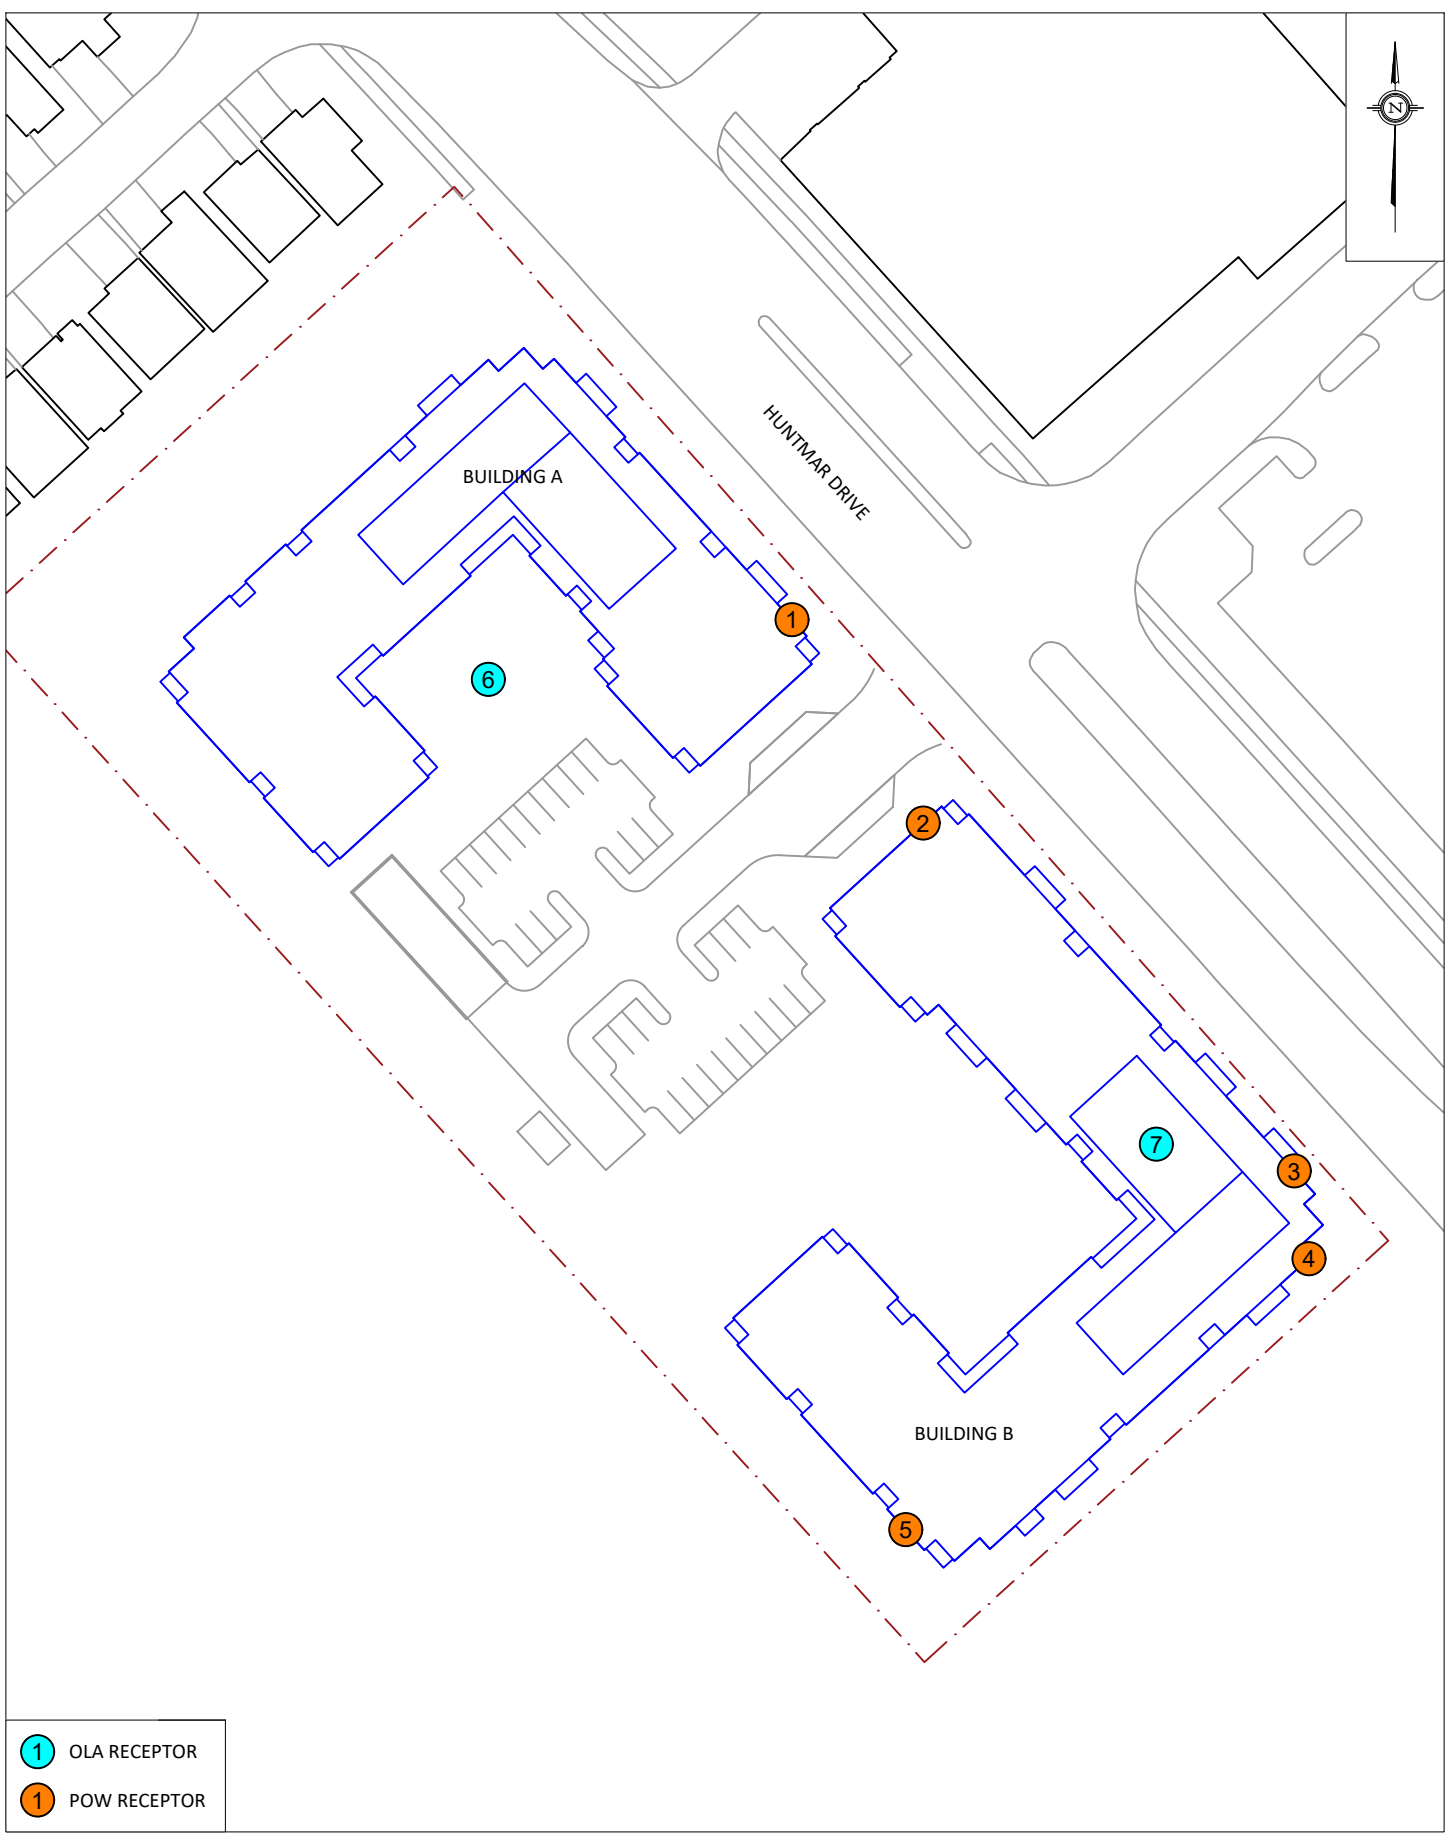 N
HUNTMAR DRIVE
BUILDING A
1
6
2
7
3
4
BUILDING B
5
1 OLA RECEPTOR
1 POW RECEPTOR